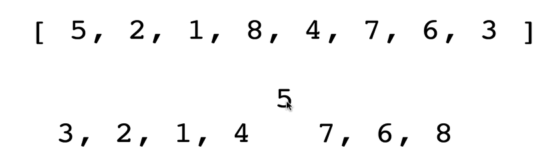 [ 5, 2, 1, 8, 4, 7, 6, 3 ]
5
3, 2, 1, 4 7, 6, 8